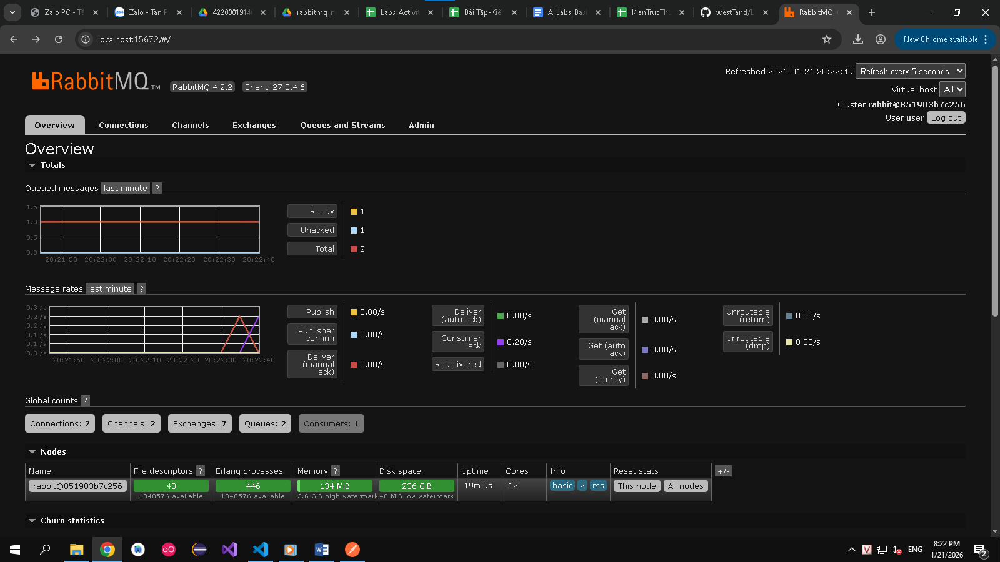 Zalo PC - Tả
Zalo - Tan P
4220001914
rabbitmq_n
Labs_Activit
Bài Tập-Kiến
A_Labs_Basi
KienTrucThu
WestTand/L
RabbitMQ:
localhost:15672/#/
New Chrome available
RabbitMQ TM
RabbitMQ 4.2.2
Erlang 27.3.4.6
Refreshed 2026-01-21 20:22:49
Refresh every 5 seconds
Virtual host All
Cluster rabbit@851903b7c256
User user Log out
Overview
Connections
Channels
Exchanges
Queues and Streams
Admin
Overview
Totals
Queued messages last minute ?
1.5
1.0
0.5
0.0
20:21:50 20:22:00 20:22:10 20:22:20 20:22:30 20:22:40
Ready 1
Unacked 1
Total 2
Message rates last minute ?
0.3 /s
0.2 /s
0.2 /s
0.1 /s
0.1 /s
0.0 /s
20:21:50 20:22:00 20:22:10 20:22:20 20:22:30 20:22:40
Publish 0.00/s
Publisher
confirm 0.00/s
Deliver
(manual
ack) 0.00/s
Deliver
(auto ack) 0.00/s
Consumer
ack 0.20/s
Redelivered 0.00/s
Get
(manual
ack) 0.00/s
Get (auto
ack) 0.00/s
Get
(empty) 0.00/s
Unroutable
(return) 0.00/s
Unroutable
(drop) 0.00/s
Global counts ?
Connections: 2
Channels: 2
Exchanges: 7
Queues: 2
Consumers: 1
Nodes
Name File descriptors ? Erlang processes Memory ? Disk space Uptime Cores Info Reset stats +/-
rabbit@851903b7c256 40 446 134 MiB 236 GiB 19m 9s 12 basic 2 rss This node All nodes
1048576 available 1048576 available 3.6 GiB high watermark 48 MiB low watermark
Churn statistics
ENG
8:22 PM
1/21/2026
2